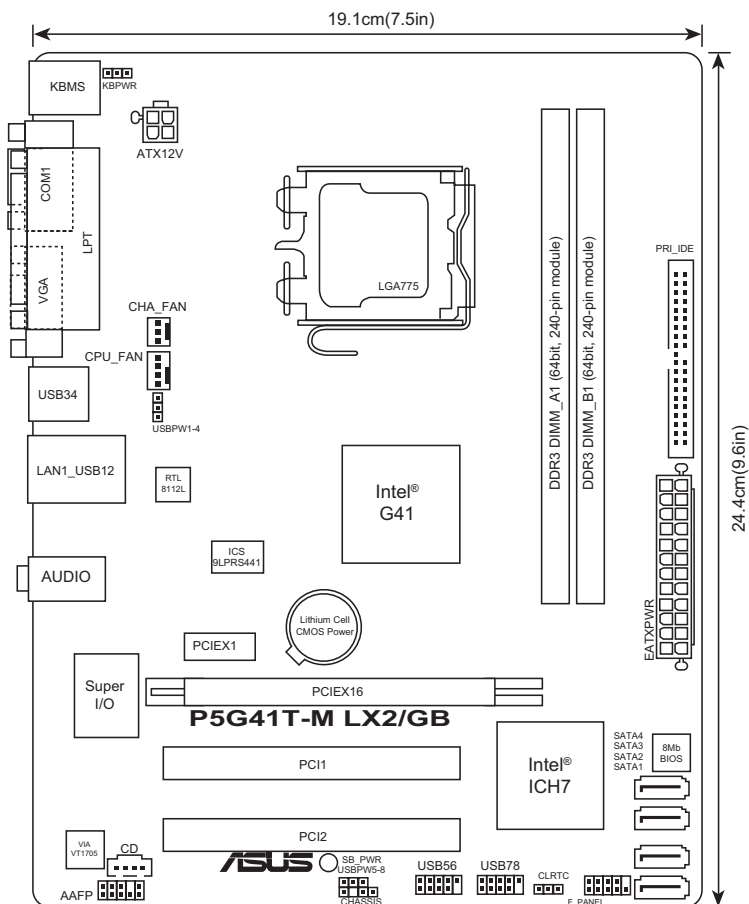 19.1cm(7.5in)
KBMS
KBPWR
ATX12V
COM1
LPT
VGA
CHA_FAN
CPU_FAN
USB34
USBPW1-4
LGA775
DDR3 DIMM_A1 (64bit, 240-pin module)
DDR3 DIMM_B1 (64bit, 240-pin module)
PRI_IDE
24.4cm(9.6in)
LAN1_USB12
RTL
8112L
Intel®
G41
ICS
9LPRS441
AUDIO
Lithium Cell
CMOS Power
EATXPWR
PCIEX1
Super
I/O
PCIEX16
P5G41T-M LX2/GB
Intel®
ICH7
SATA4
SATA3
SATA2
SATA1
8Mb
BIOS
PCI1
PCI2
VIA
VT1705
CD
AAFP
ASUS
SB_PWR
USBPW5-8
CHASSIS
USB56
USB78
CLRTC
F_PANEL